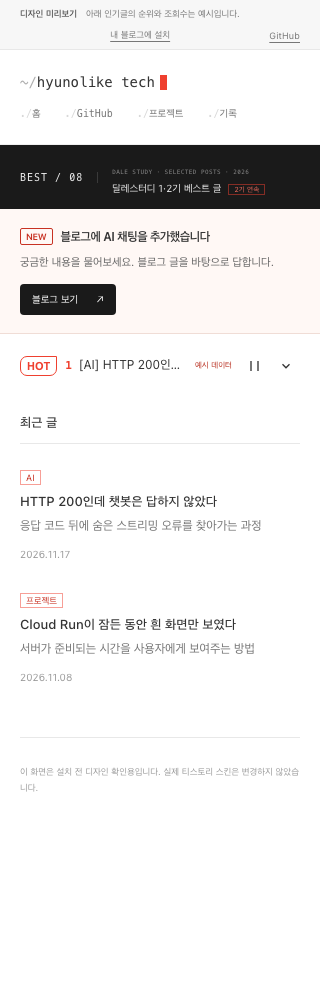 디자인 미리보기 아래 인기글의 순위와 조회수는 예시입니다.
내 블로그에 설치 GitHub
~/hyunolike tech
./홈 ./GitHub ./프로젝트 ./기록
BEST / 08
DALE STUDY · SELECTED POSTS · 2026
달레스터디 1·2기 베스트 글 2기 연속
NEW 블로그에 AI 채팅을 추가했습니다
궁금한 내용을 물어보세요. 블로그 글을 바탕으로 답합니다.
블로그 보기 ↗
HOT 1 [AI] HTTP 200인... 예시 데이터
최근 글
AI
HTTP 200인데 챗봇은 답하지 않았다
응답 코드 뒤에 숨은 스트리밍 오류를 찾아가는 과정
2026.11.17
프로젝트
Cloud Run이 잠든 동안 흰 화면만 보였다
서버가 준비되는 시간을 사용자에게 보여주는 방법
2026.11.08
이 화면은 설치 전 디자인 확인용입니다. 실제 티스토리 스킨은 변경하지 않았습
니다.